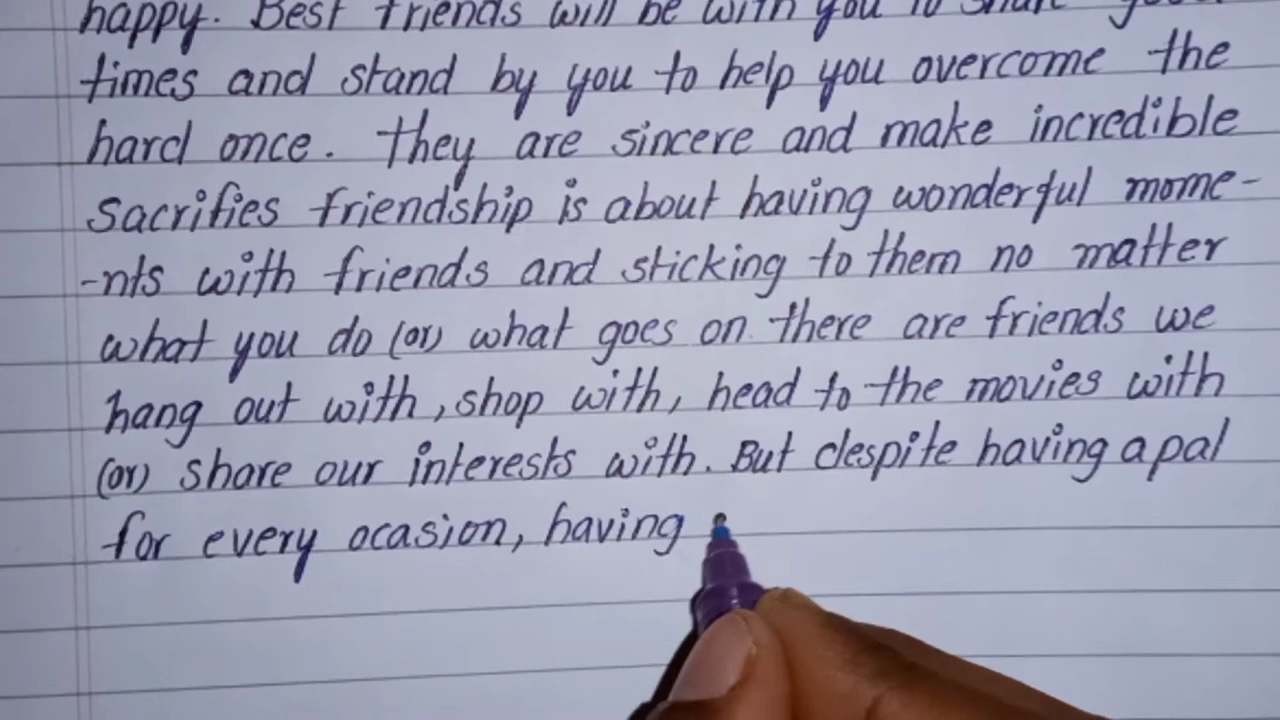 happy. Best friends will be with you to share good
times and stand by you to help you overcome the
hard once. They are sincere and make incredible
Sacrifies friendship is about having wonderful mome-
-nts with friends and sticking to them no matter
what you do (or) what goes on. there are friends we
hang out with, shop with, head to the movies with
(or) share our interests with. But despite having a pal
for every ocasion, having